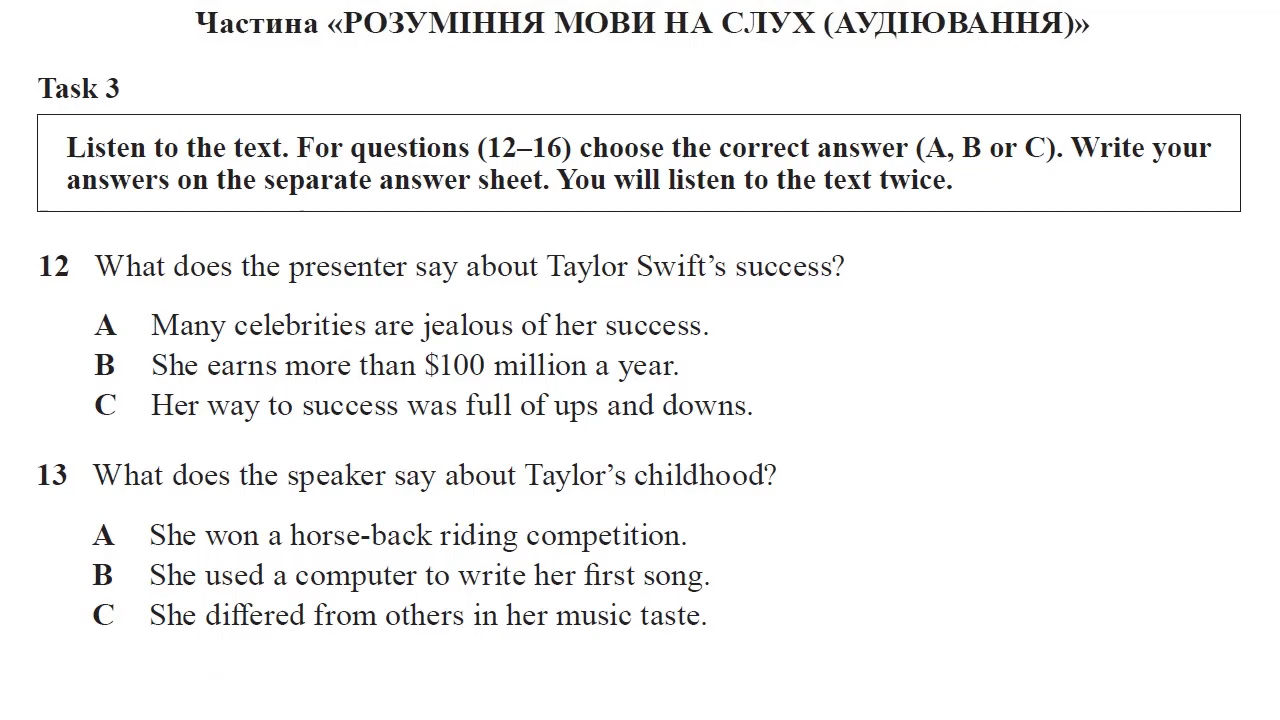 Частина «РОЗУМІННЯ МОВИ НА СЛУХ (АУДІЮВАННЯ)»
Task 3
Listen to the text. For questions (12–16) choose the correct answer (A, B or C). Write your
answers on the separate answer sheet. You will listen to the text twice.
12 What does the presenter say about Taylor Swift’s success?
A Many celebrities are jealous of her success.
B She earns more than $100 million a year.
C Her way to success was full of ups and downs.
13 What does the speaker say about Taylor’s childhood?
A She won a horse-back riding competition.
B She used a computer to write her first song.
C She differed from others in her music taste.